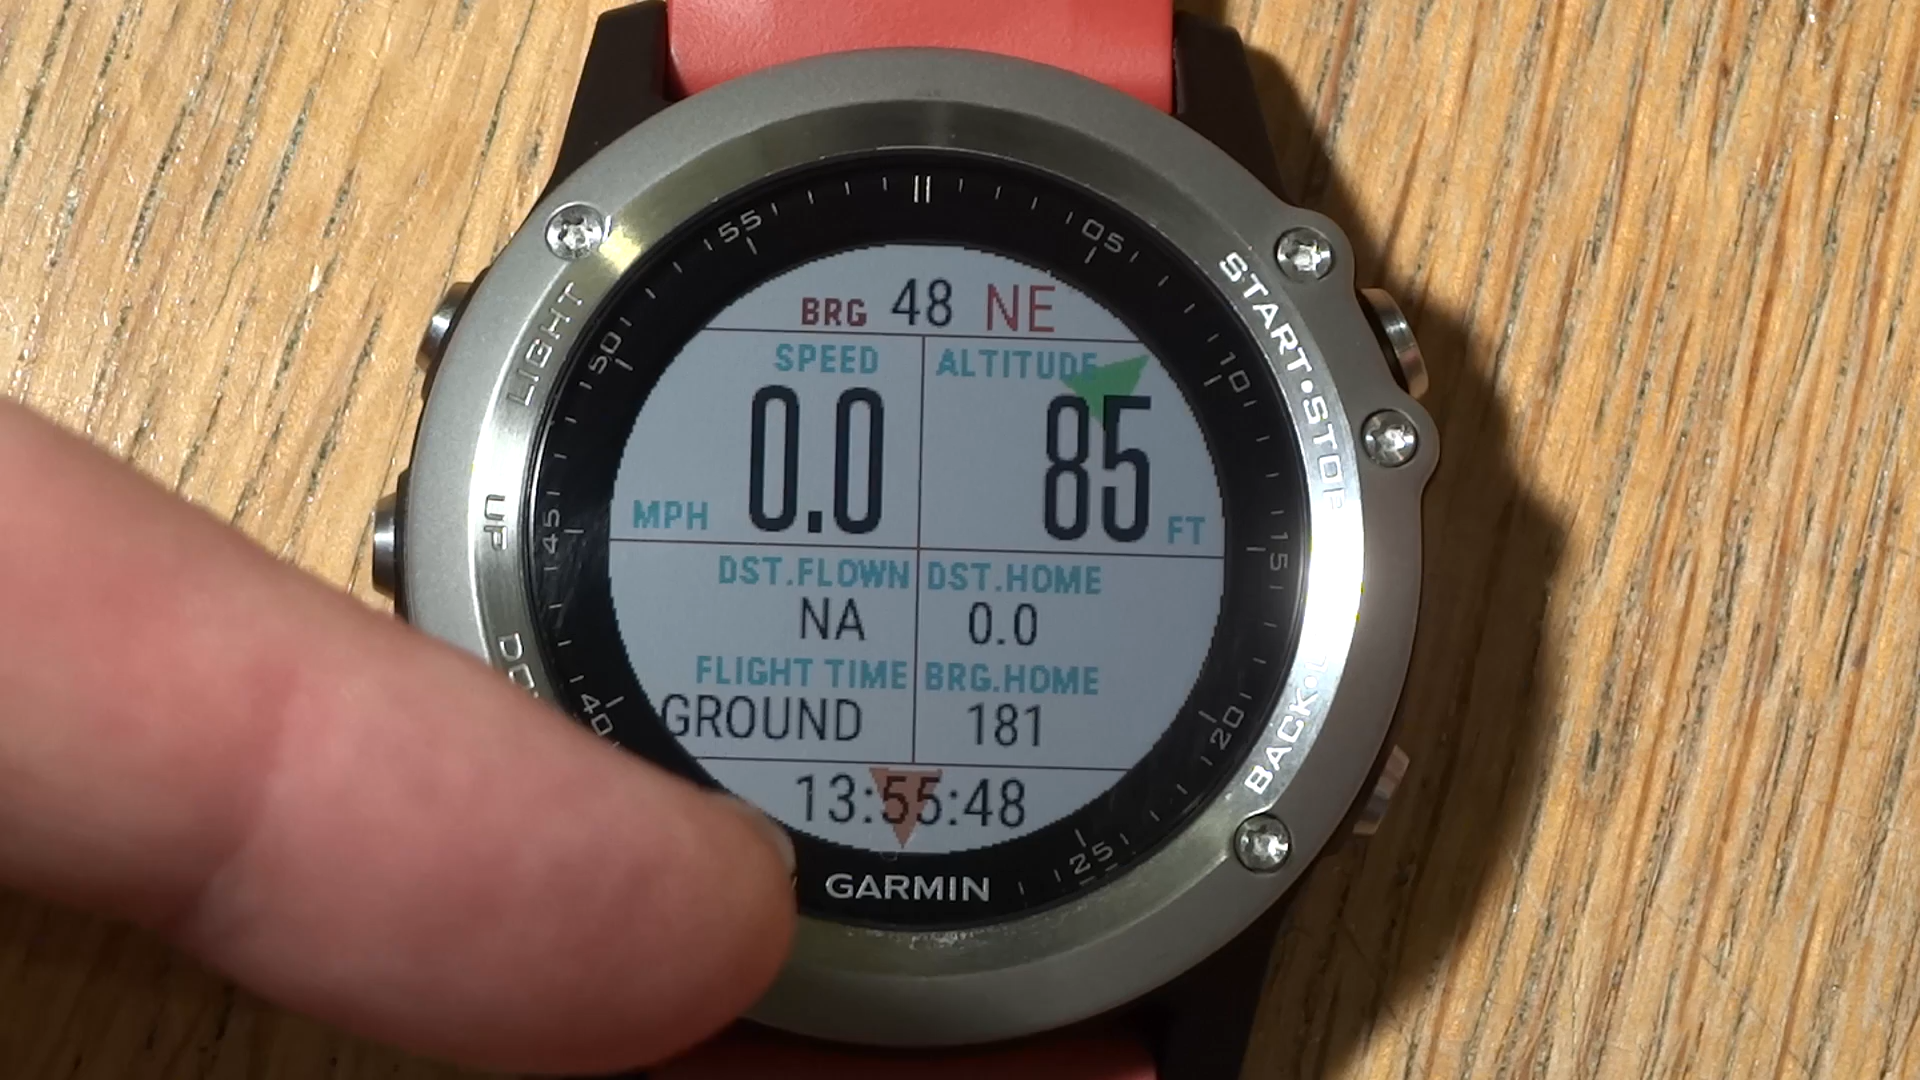 BRG 48 NE
SPEED ALTITUDE
MPH 0.0 85 FT
DST.FLOWN DST.HOME
NA 0.0
FLIGHT TIME BRG.HOME
GROUND 181
13:55:48
GARMIN
LIGHT
UP
START•STOP
05
10
15
20
25
40
45
50
55